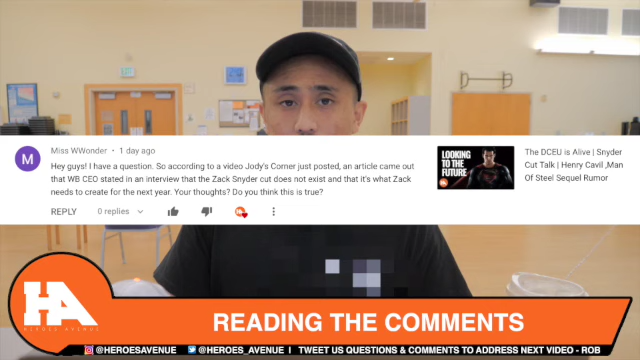 Miss WWonder • 1 day ago
Hey guys! I have a question. So according to a video Jody's Corner just posted, an article came out
that WB CEO stated in an interview that the Zack Snyder cut does not exist and that it's what Zack
needs to create for the next year. Your thoughts? Do you think this is true?
REPLY 0 replies
M
LOOKING
TO THE
FUTURE
The DCEU is Alive | Snyder
Cut Talk | Henry Cavil ,Man
Of Steel Sequel Rumor
HA
HEROES AVENUE
READING THE COMMENTS
@HEROESAVENUE @HEROES_AVENUE I TWEET US QUESTIONS & COMMENTS TO ADDRESS NEXT VIDEO - ROB